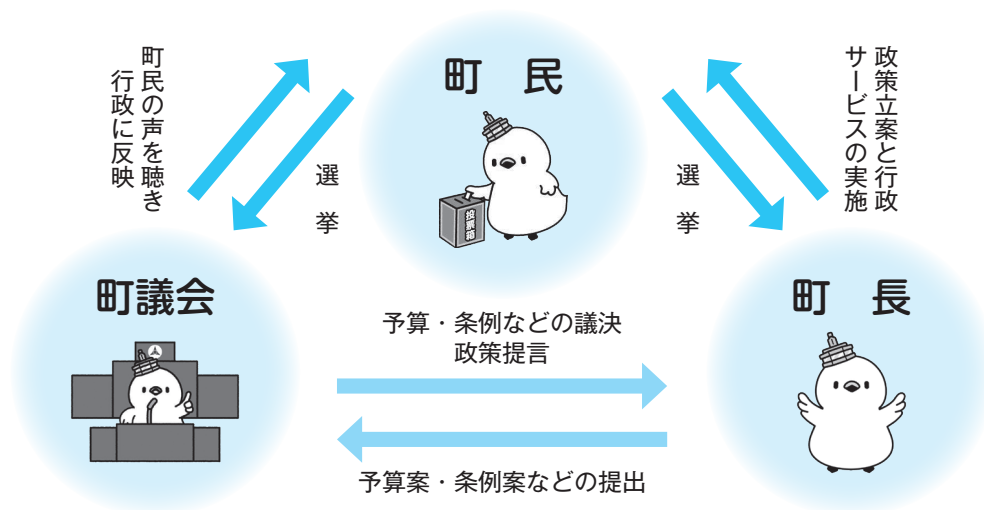 町　民
町民の声を聴き
行政に反映
選挙
選挙
政策立案と行政
サービスの実施
投票箱
町議会
町　長
予算・条例などの議決
政策提言
予算案・条例案などの提出